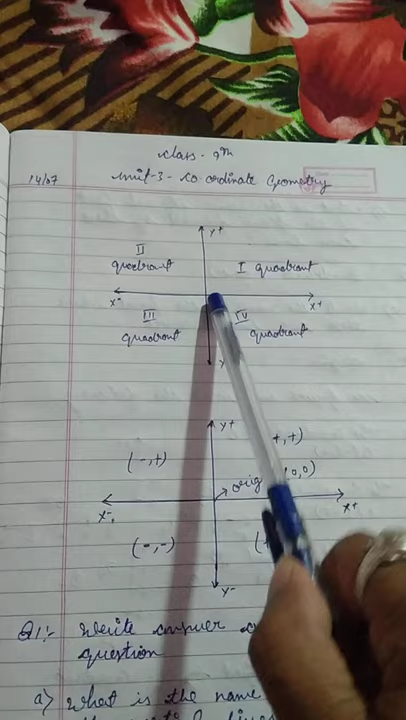 Class - 9th
14/07 Unit-3- Co-ordinate Geometry
y+
II
quadrant
I quadrant
x- x+
III IV
quadrant quadrant
y
y+
(-,+) +,+)
orig 0,0)
x- x+
(-,-) (+
y-
Q1:- Write answer
question
a) What is the name